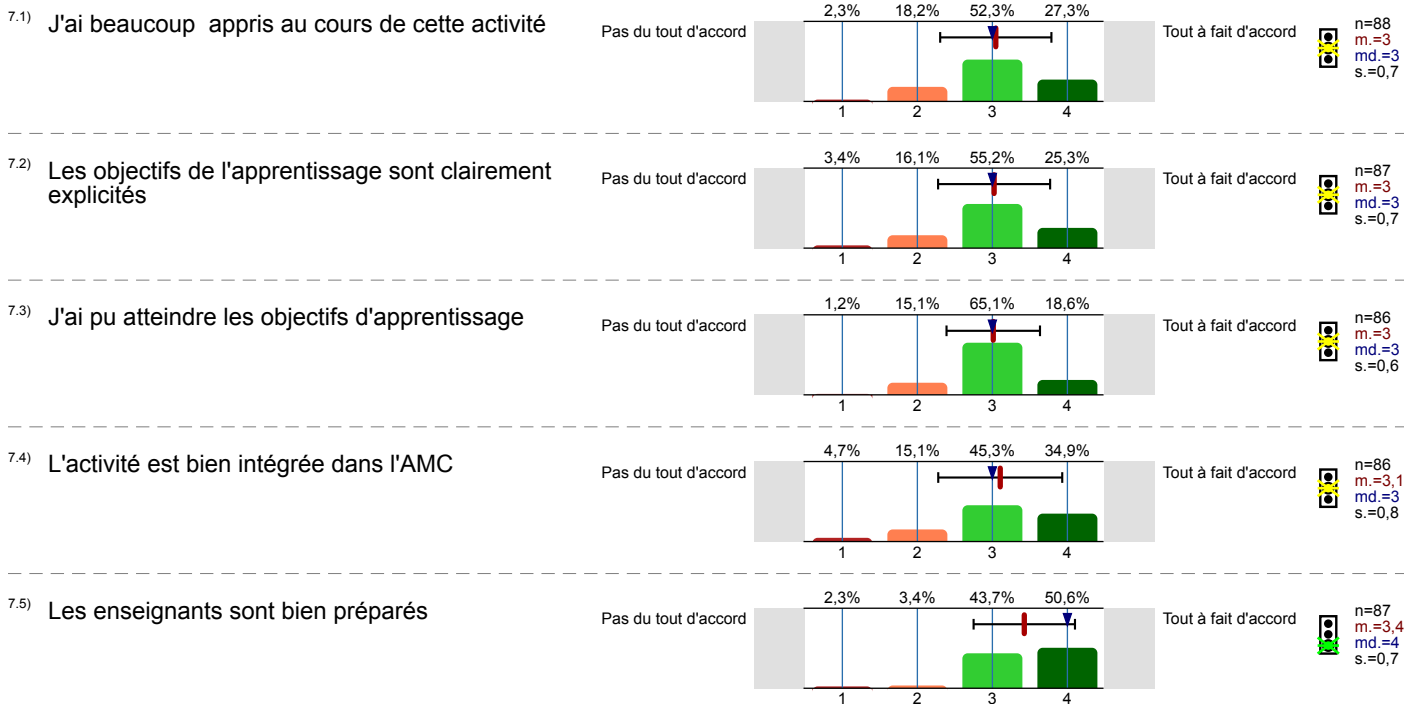 7.1) J'ai beaucoup  appris au cours de cette activité
Pas du tout d'accord
2,3% 18,2% 52,3% 27,3%
1 2 3 4
Tout à fait d'accord
n=88
m.=3
md.=3
s.=0,7
7.2) Les objectifs de l'apprentissage sont clairement
explicités
Pas du tout d'accord
3,4% 16,1% 55,2% 25,3%
1 2 3 4
Tout à fait d'accord
n=87
m.=3
md.=3
s.=0,7
7.3) J'ai pu atteindre les objectifs d'apprentissage
Pas du tout d'accord
1,2% 15,1% 65,1% 18,6%
1 2 3 4
Tout à fait d'accord
n=86
m.=3
md.=3
s.=0,6
7.4) L'activité est bien intégrée dans l'AMC
Pas du tout d'accord
4,7% 15,1% 45,3% 34,9%
1 2 3 4
Tout à fait d'accord
n=86
m.=3,1
md.=3
s.=0,8
7.5) Les enseignants sont bien préparés
Pas du tout d'accord
2,3% 3,4% 43,7% 50,6%
1 2 3 4
Tout à fait d'accord
n=87
m.=3,4
md.=4
s.=0,7